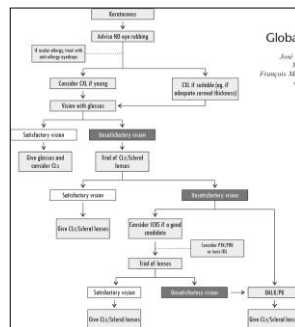 Keratoconus
Advise NO eye rubbing
If ocular allergy, treat with
anti-allergy eyedrop
Consider CXL if young
CXL if suitable (eg. if
adequate corneal thickness)
Vision with glasses
Satisfactory vision
Unsatisfactory vision
Give glasses and
consider CLs
Trial of CLs/Scleral
lenses
Satisfactory vision
Unsatisfactory vision
Give CLs/Scleral lenses
Consider ICRS if a good
candidate
Consider PTK/PRK
or toric ICL
Trial of lenses
Satisfactory vision
Unsatisfactory vision
DALK/PK
Give CLs/Scleral lenses
Give CLs/Scleral lenses
Globa
José
François M